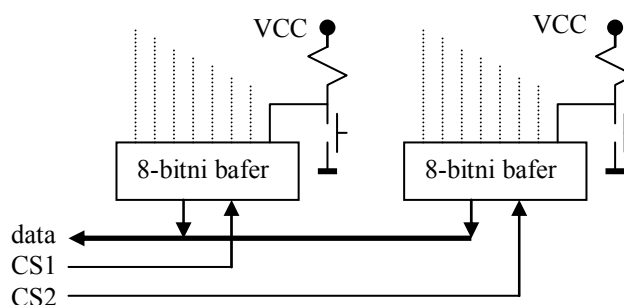 VCC
VCC
8-bitni bafer
8-bitni bafer
data
CS1
CS2